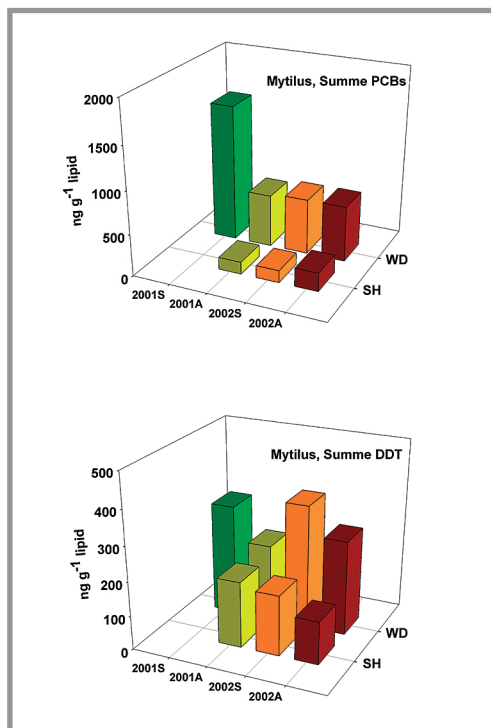 Mytilus, Summe PCBs
2000
1500
1000
500
0
ng g-1 lipid
2001S
2001A
2002S
2002A
WD
SH
Mytilus, Summe DDT
500
400
300
200
100
0
ng g-1 lipid
2001S
2001A
2002S
2002A
WD
SH